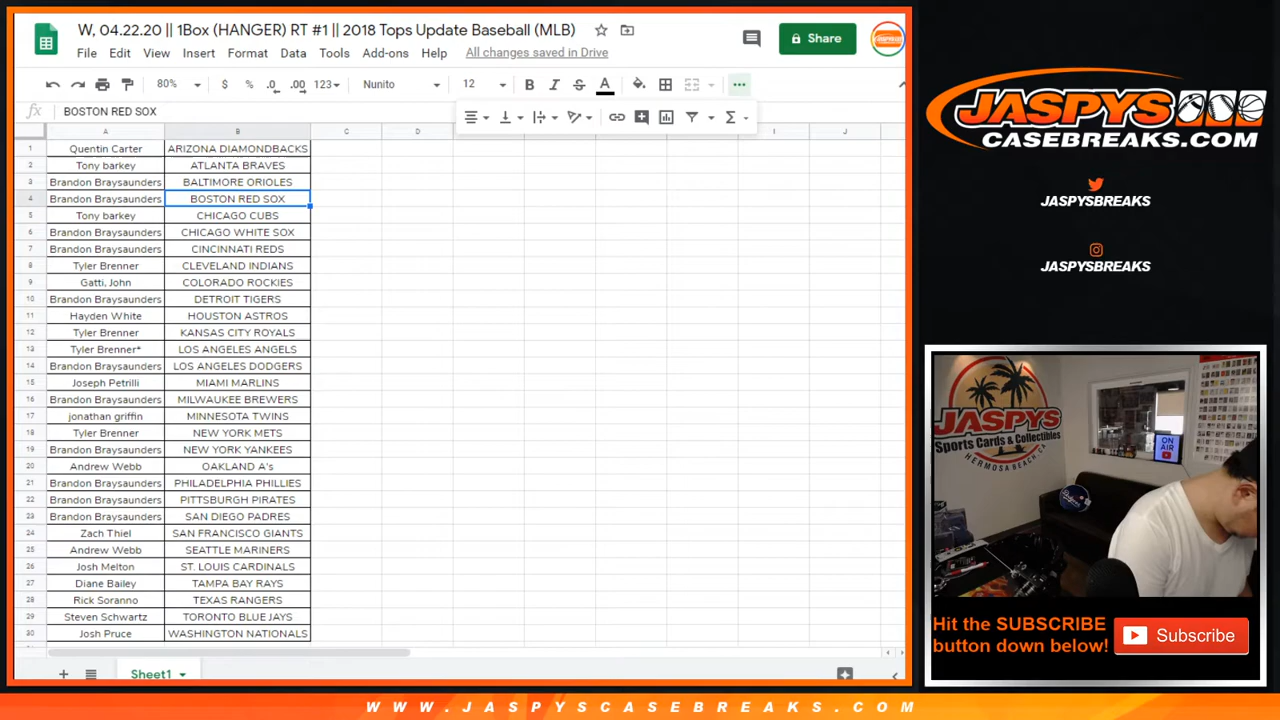 W, 04.22.20 || 1Box (HANGER) RT #1 || 2018 Tops Update Baseball (MLB)
File Edit View Insert Format Data Tools Add-ons Help All changes saved in Drive
Share
80% $ % .0 .00 123 Nunito 12 B I S A
fx BOSTON RED SOX
A B C D E F G H I J
1 Quentin Carter ARIZONA DIAMONDBACKS
2 Tony barkey ATLANTA BRAVES
3 Brandon Braysaunders BALTIMORE ORIOLES
4 Brandon Braysaunders BOSTON RED SOX
5 Tony barkey CHICAGO CUBS
6 Brandon Braysaunders CHICAGO WHITE SOX
7 Brandon Braysaunders CINCINNATI REDS
8 Tyler Brenner CLEVELAND INDIANS
9 Gatti, John COLORADO ROCKIES
10 Brandon Braysaunders DETROIT TIGERS
11 Hayden White HOUSTON ASTROS
12 Tyler Brenner KANSAS CITY ROYALS
13 Tyler Brenner* LOS ANGELES ANGELS
14 Brandon Braysaunders LOS ANGELES DODGERS
15 Joseph Petrilli MIAMI MARLINS
16 Brandon Braysaunders MILWAUKEE BREWERS
17 jonathan griffin MINNESOTA TWINS
18 Tyler Brenner NEW YORK METS
19 Brandon Braysaunders NEW YORK YANKEES
20 Andrew Webb OAKLAND A's
21 Brandon Braysaunders PHILADELPHIA PHILLIES
22 Brandon Braysaunders PITTSBURGH PIRATES
23 Brandon Braysaunders SAN DIEGO PADRES
24 Zach Thiel SAN FRANCISCO GIANTS
25 Andrew Webb SEATTLE MARINERS
26 Josh Melton ST. LOUIS CARDINALS
27 Diane Bailey TAMPA BAY RAYS
28 Rick Soranno TEXAS RANGERS
29 Steven Schwartz TORONTO BLUE JAYS
30 Josh Pruce WASHINGTON NATIONALS
Sheet1
JASPYS
CASEBREAKS.COM
JASPYSBREAKS
JASPYSBREAKS
JASPYS
Sports Cards & Collectibles
HERMOSA BEACH, CA
ON
AIR
Dodgers
Hit the SUBSCRIBE
button down below!
Subscribe
WWW.JASPYSCASEBREAKS.COM